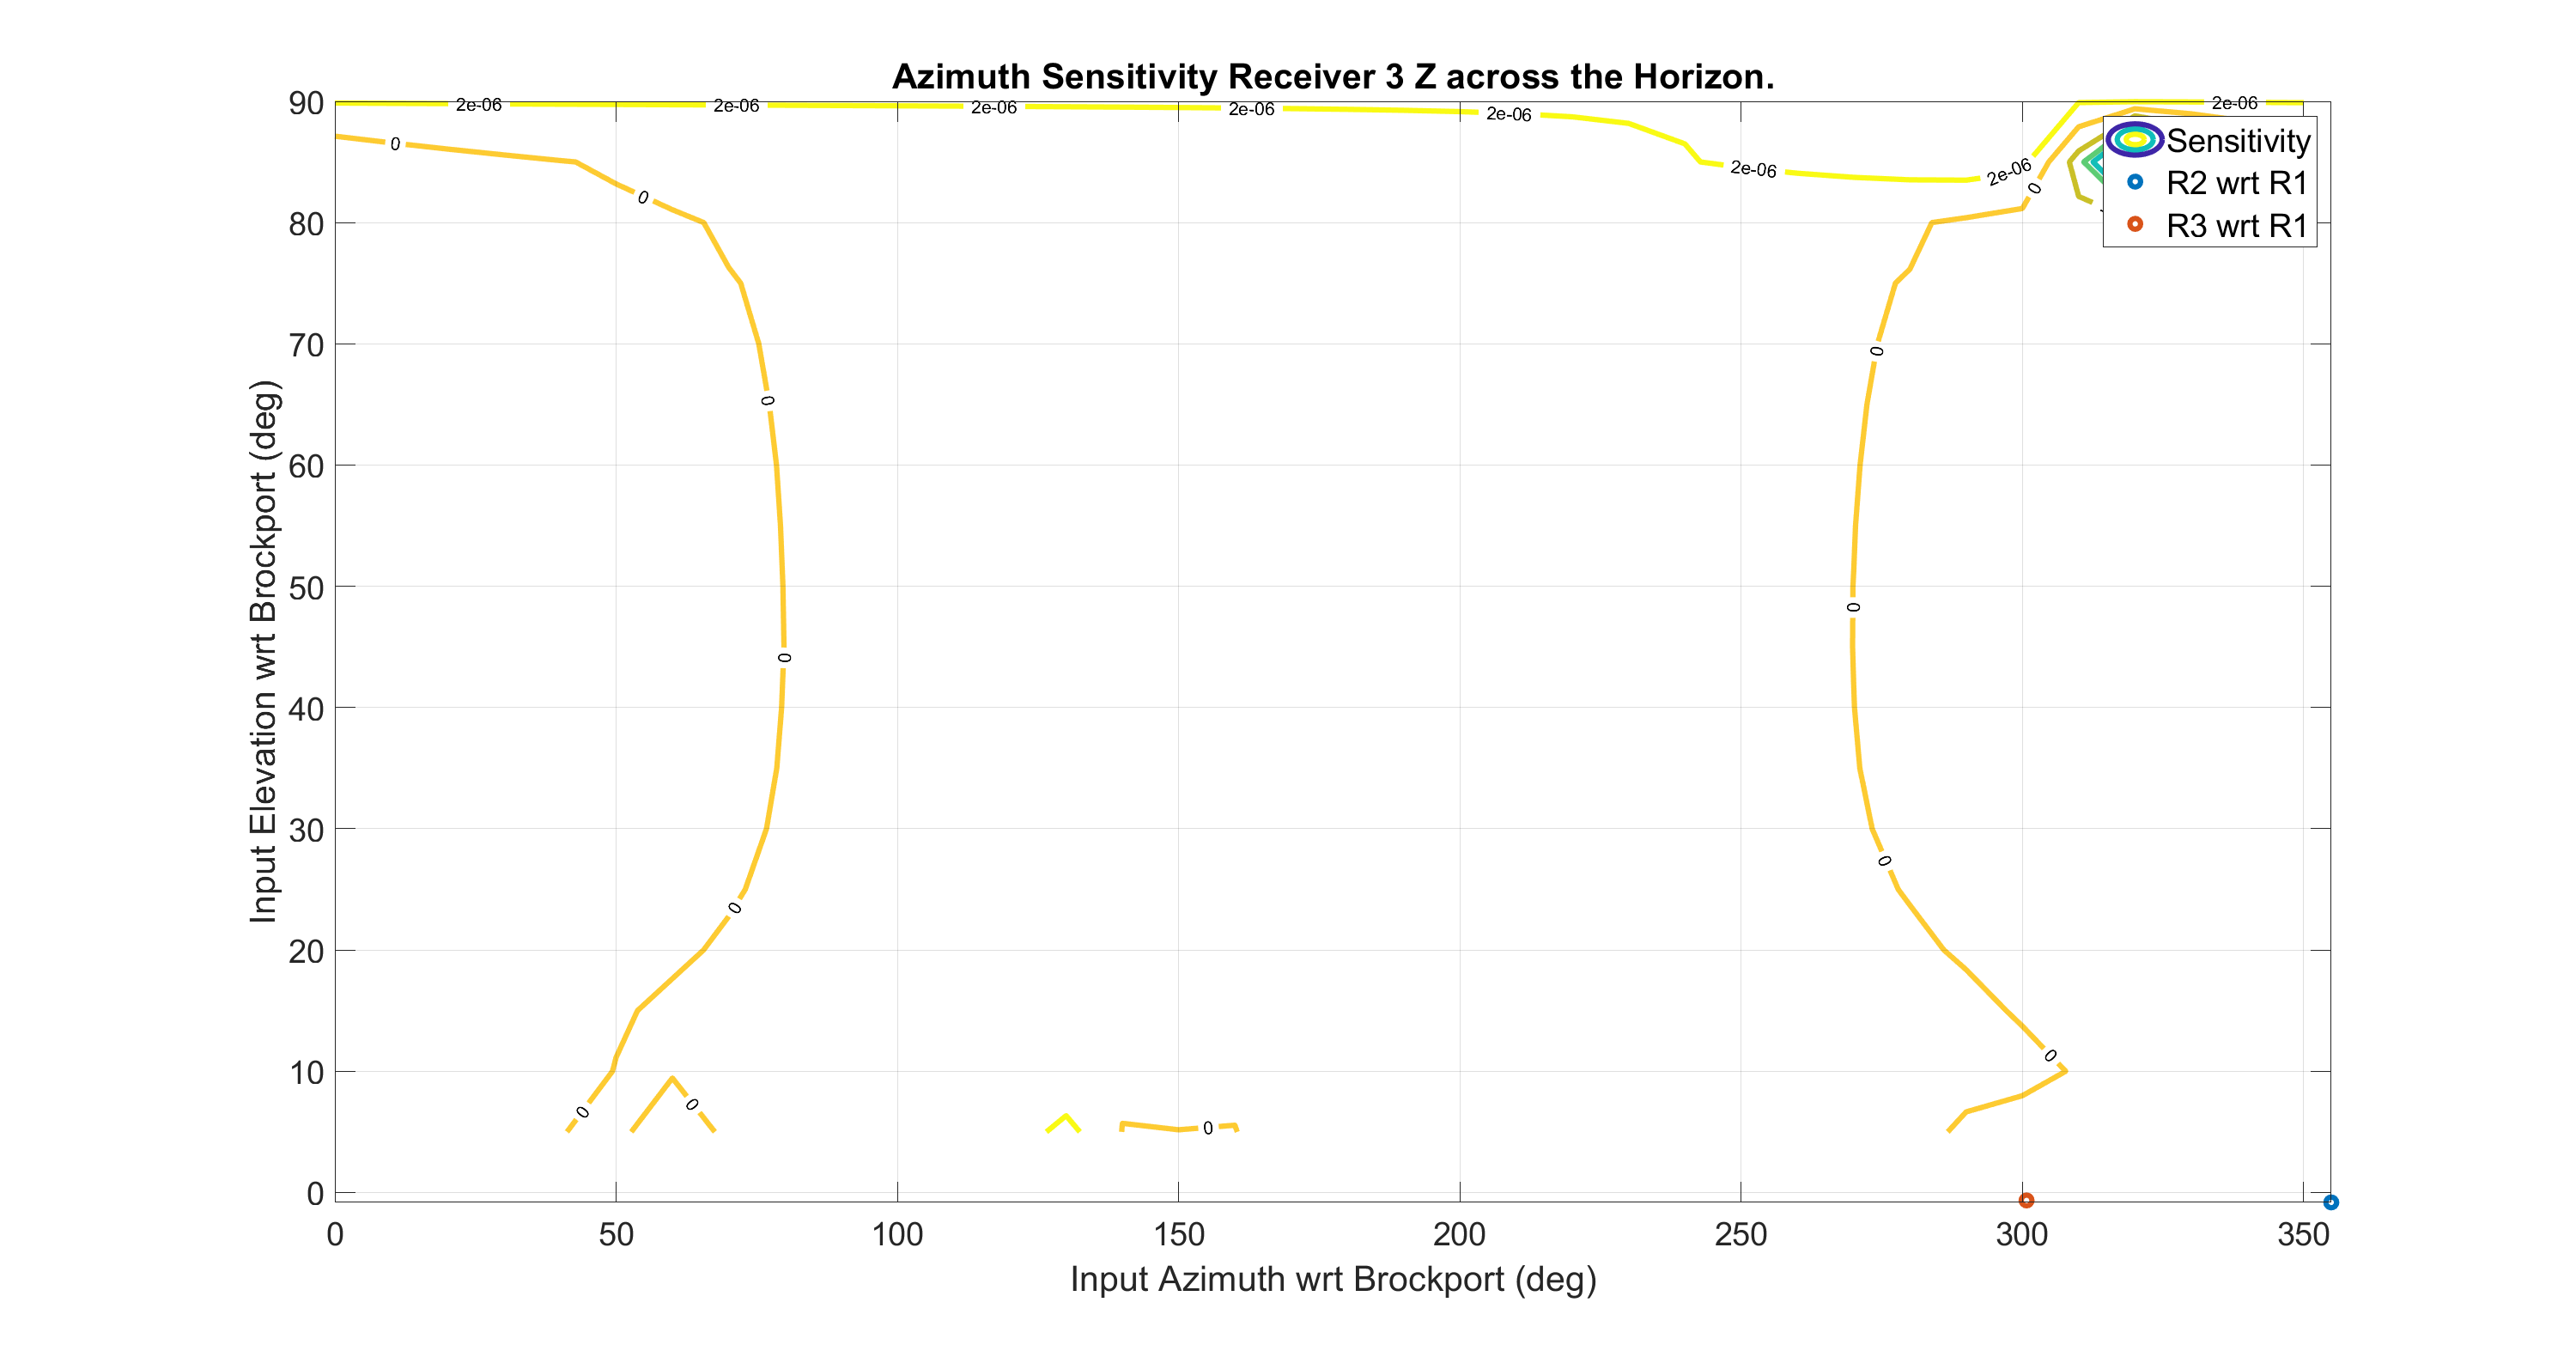 Azimuth Sensitivity Receiver 3 Z across the Horizon.
90
80
70
60
50
40
30
20
10
0
Input Elevation wrt Brockport (deg)
2e-06
2e-06
2e-06
2e-06
2e-06
2e-06
2e-06
2e-06
0
0
0
0
0
0
0
0
0
0
0
0
0
Sensitivity
R2 wrt R1
R3 wrt R1
0
50
100
150
200
250
300
350
Input Azimuth wrt Brockport (deg)